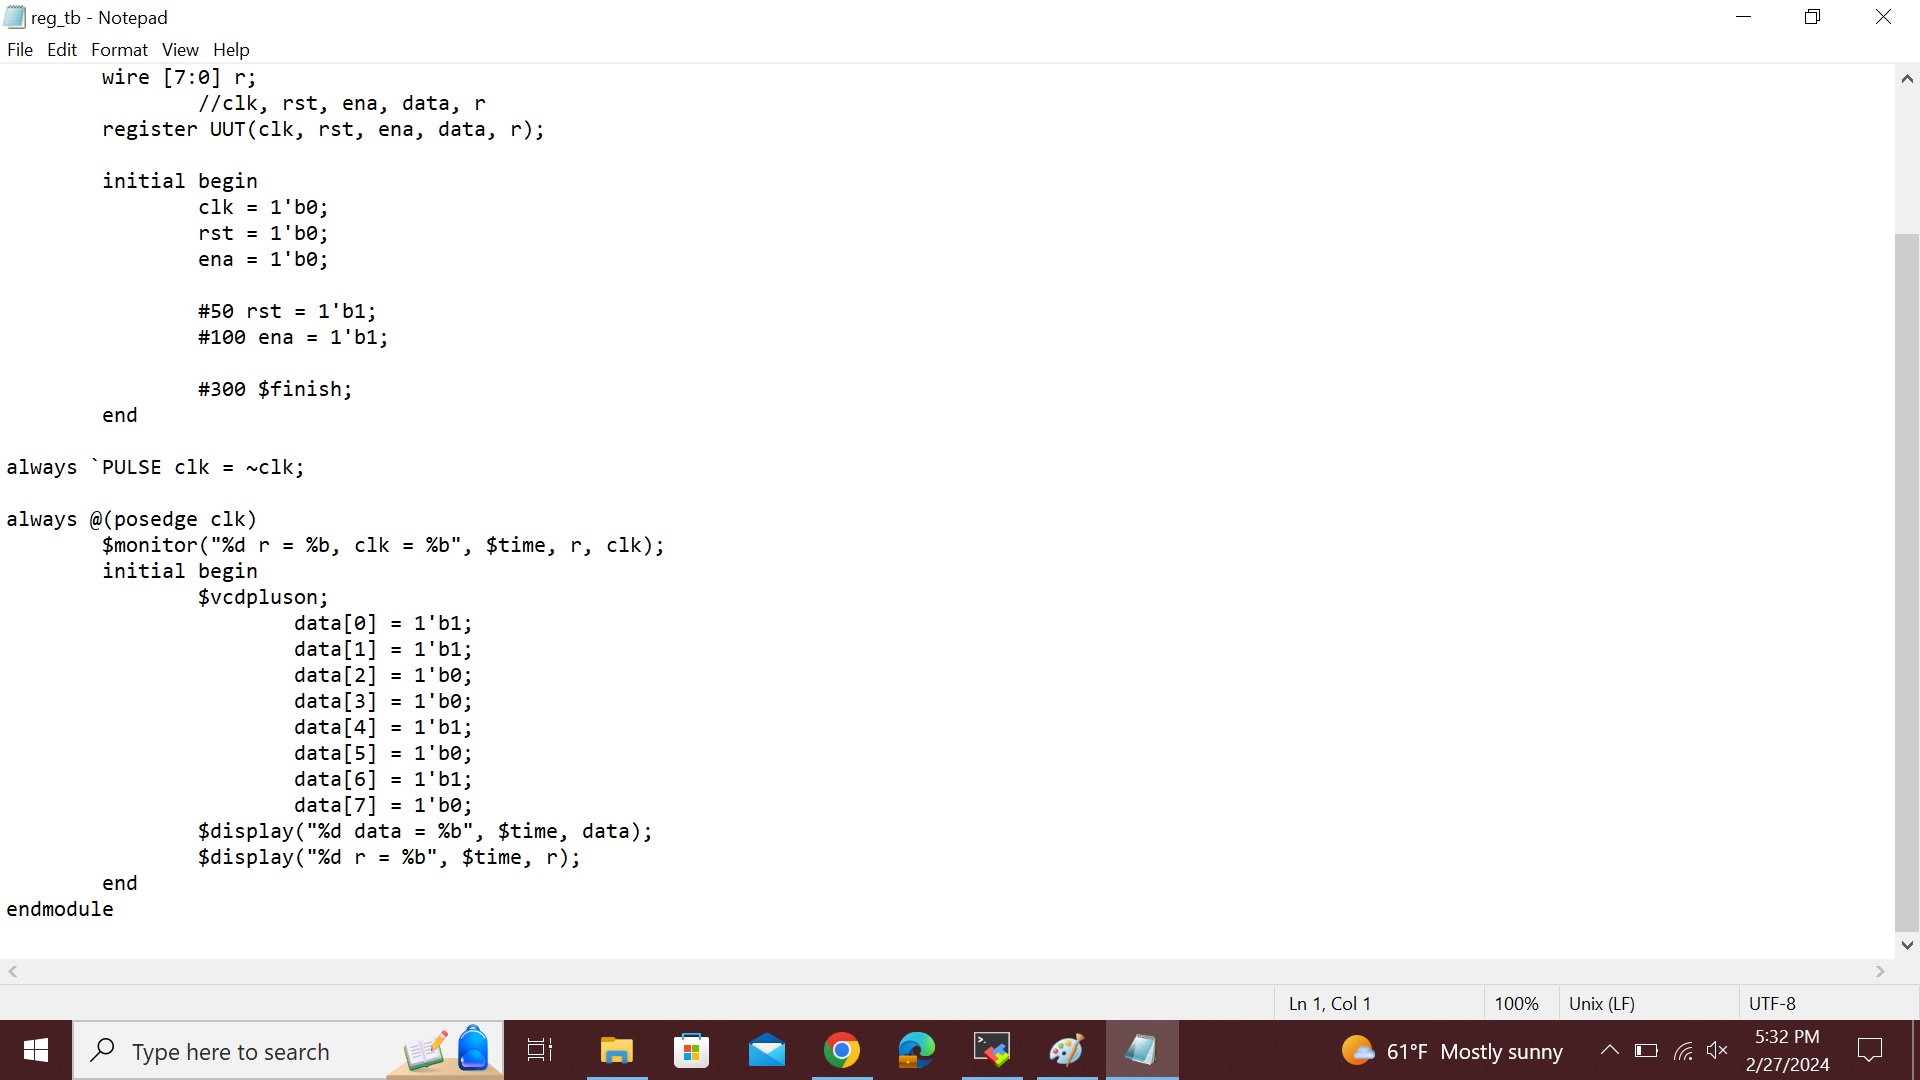 reg_tb - Notepad
File Edit Format View Help
wire [7:0] r;
//clk, rst, ena, data, r
register UUT(clk, rst, ena, data, r);
initial begin
clk = 1'b0;
rst = 1'b0;
ena = 1'b0;
#50 rst = 1'b1;
#100 ena = 1'b1;
#300 $finish;
end
always `PULSE clk = ~clk;
always @(posedge clk)
$monitor("%d r = %b, clk = %b", $time, r, clk);
initial begin
$vcdpluson;
data[0] = 1'b1;
data[1] = 1'b1;
data[2] = 1'b0;
data[3] = 1'b0;
data[4] = 1'b1;
data[5] = 1'b0;
data[6] = 1'b1;
data[7] = 1'b0;
$display("%d data = %b", $time, data);
$display("%d r = %b", $time, r);
end
endmodule
Ln 1, Col 1 100% Unix (LF) UTF-8
Type here to search
61°F Mostly sunny
5:32 PM
2/27/2024